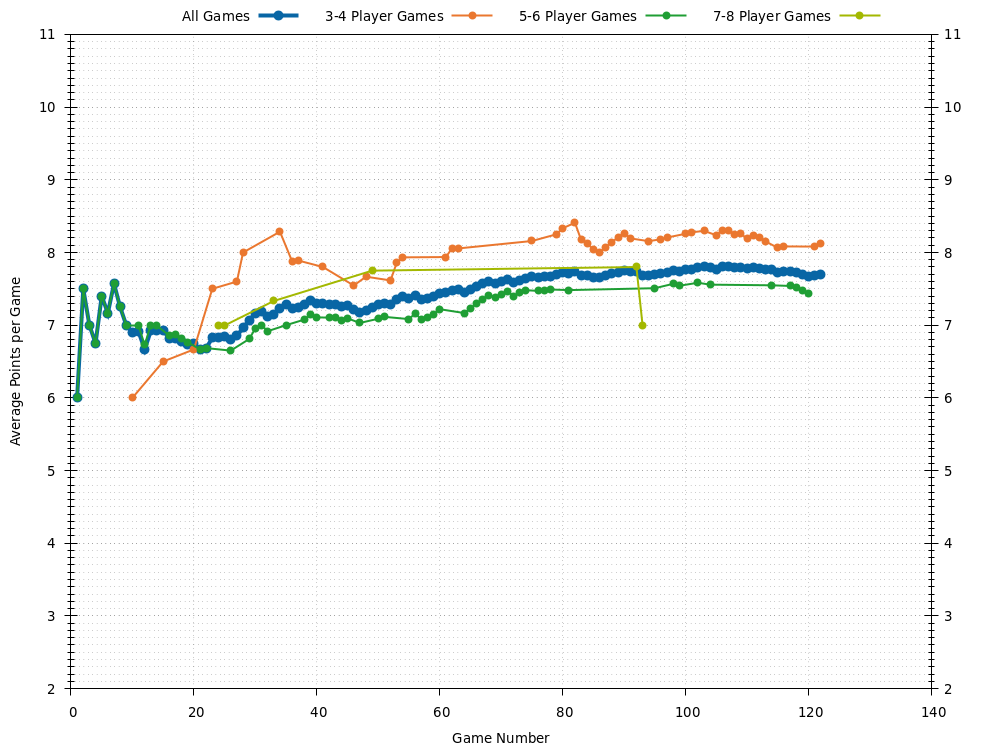 All Games 3-4 Player Games 5-6 Player Games 7-8 Player Games
11 11
10 10
9 9
8 8
7 7
6 6
5 5
4 4
3 3
2 2
0 20 40 60 80 100 120 140
Average Points per Game
Game Number